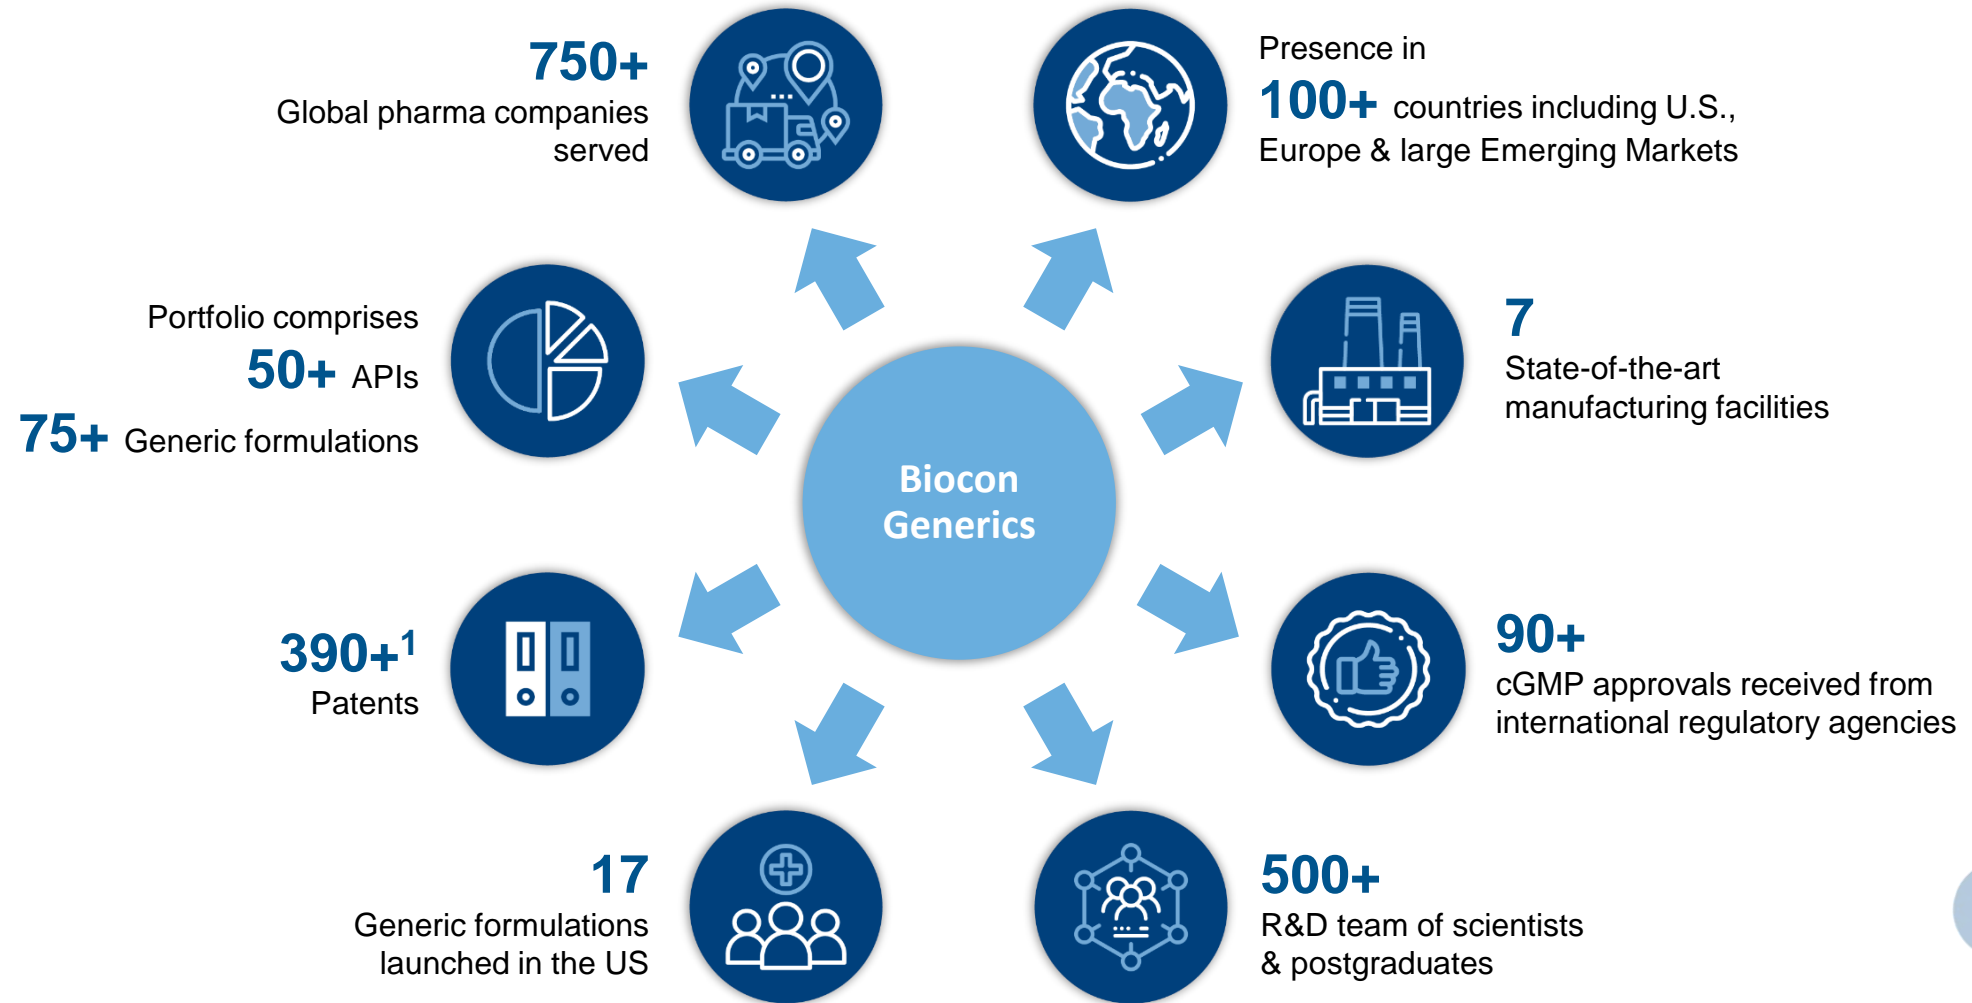 750+
Global pharma companies
served
Presence in
100+ countries including U.S.,
Europe & large Emerging Markets
Portfolio comprises
50+ APIs
75+ Generic formulations
7
State-of-the-art
manufacturing facilities
Biocon
Generics
390+¹
Patents
90+
cGMP approvals received from
international regulatory agencies
17
Generic formulations
launched in the US
500+
R&D team of scientists
& postgraduates